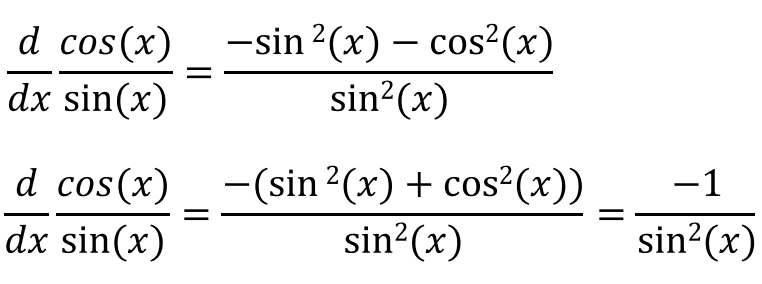 d/dx cos(x)/sin(x) = (−sin²(x) − cos²(x))/sin²(x)
d/dx cos(x)/sin(x) = −(sin²(x) + cos²(x))/sin²(x) = −1/sin²(x)